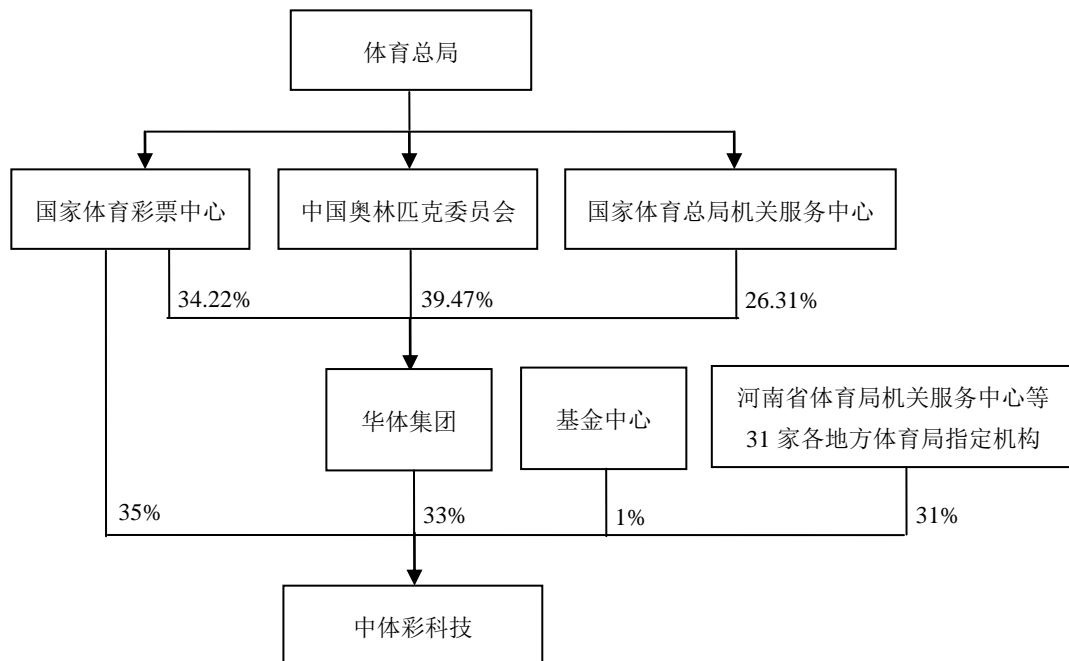 体育总局
国家体育彩票中心
中国奥林匹克委员会
国家体育总局机关服务中心
34.22%
39.47%
26.31%
华体集团
基金中心
河南省体育局机关服务中心等
31 家各地方体育局指定机构
35%
33%
1%
31%
中体彩科技